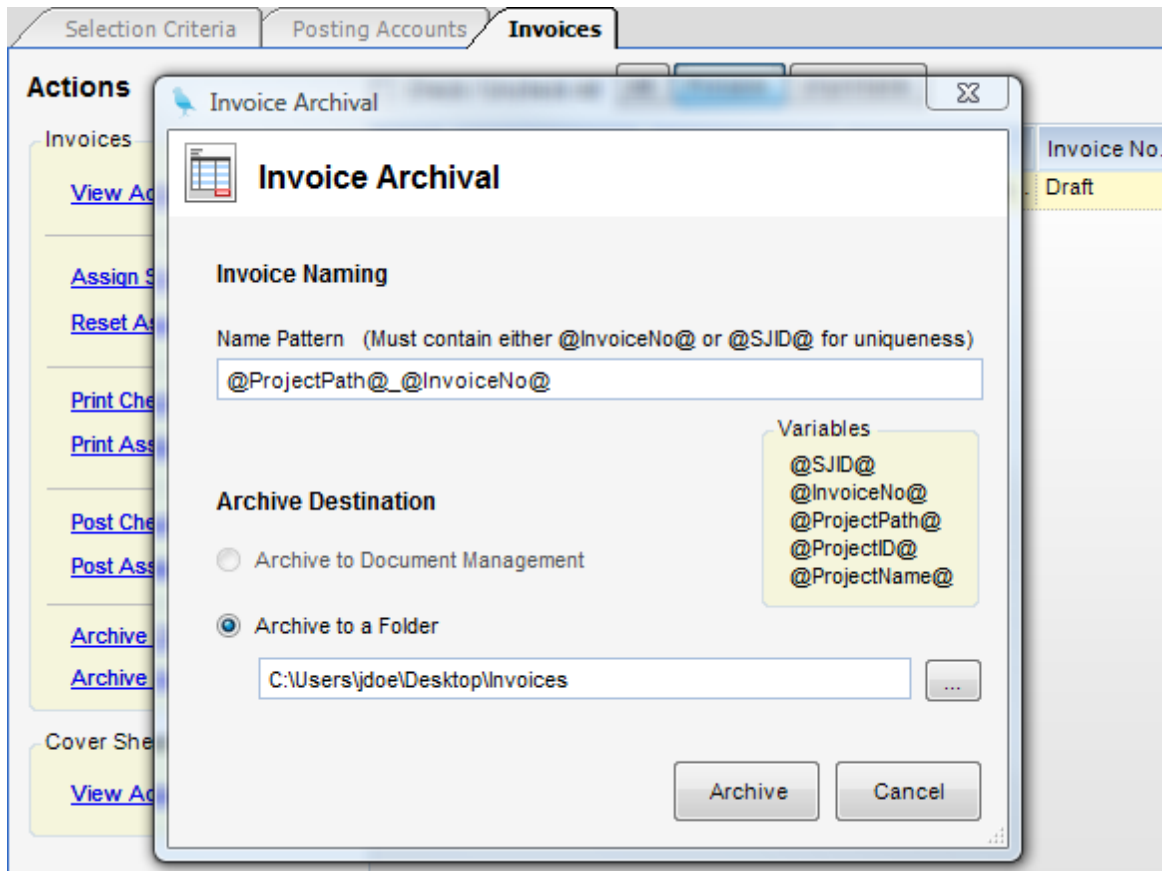 Selection Criteria
Posting Accounts
Invoices
Actions
Invoices
View Ac
Assign S
Reset As
Print Che
Print Ass
Post Che
Post Ass
Archive
Archive
Cover She
View Ac
Invoice Archival
Invoice Archival
Invoice Naming
Name Pattern (Must contain either @InvoiceNo@ or @SJID@ for uniqueness)
@ProjectPath@_@InvoiceNo@
Variables
@SJID@
@InvoiceNo@
@ProjectPath@
@ProjectID@
@ProjectName@
Archive Destination
Archive to Document Management
Archive to a Folder
C:\Users\jdoe\Desktop\Invoices
...
Archive
Cancel
Invoice No.
Draft